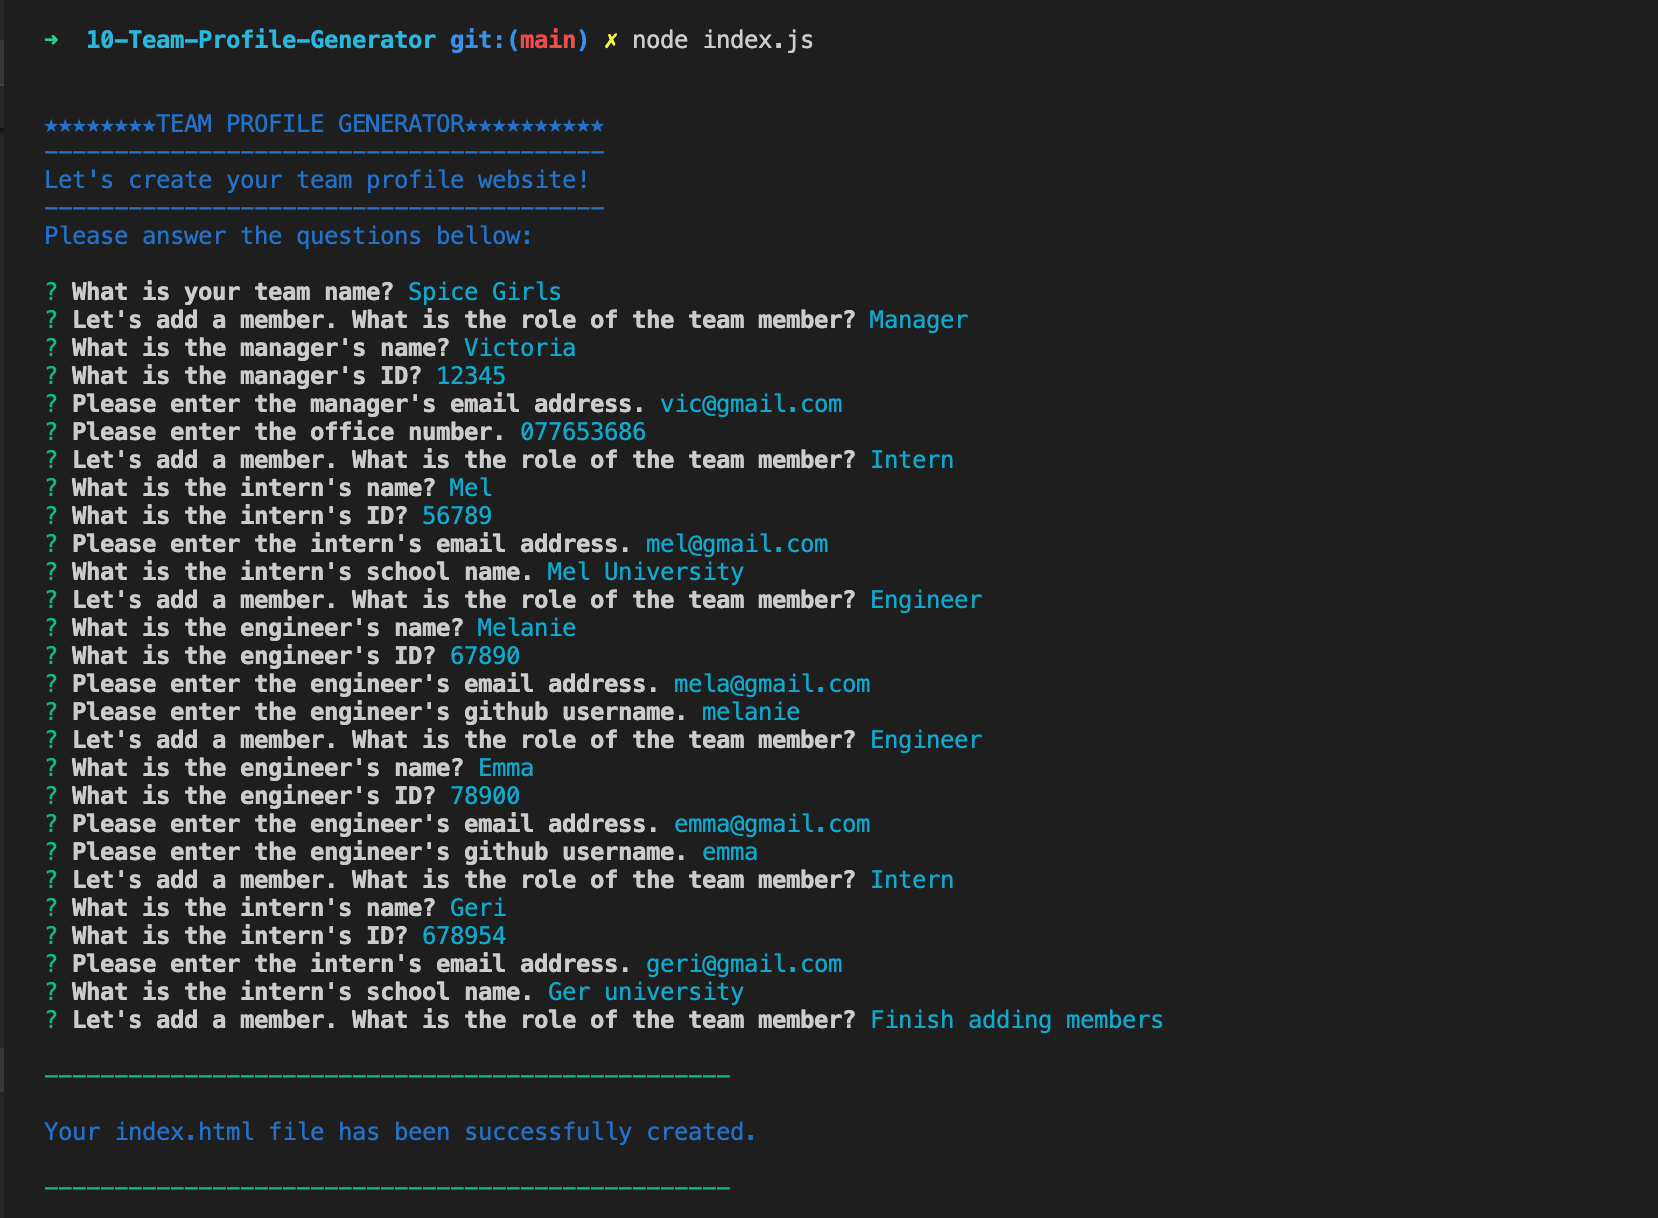 ➜  10-Team-Profile-Generator git:(main) ✗ node index.js
★★★★★★★★TEAM PROFILE GENERATOR★★★★★★★★★★
----------------------------------------
Let's create your team profile website!
----------------------------------------
Please answer the questions bellow:
? What is your team name? Spice Girls
? Let's add a member. What is the role of the team member? Manager
? What is the manager's name? Victoria
? What is the manager's ID? 12345
? Please enter the manager's email address. vic@gmail.com
? Please enter the office number. 077653686
? Let's add a member. What is the role of the team member? Intern
? What is the intern's name? Mel
? What is the intern's ID? 56789
? Please enter the intern's email address. mel@gmail.com
? What is the intern's school name. Mel University
? Let's add a member. What is the role of the team member? Engineer
? What is the engineer's name? Melanie
? What is the engineer's ID? 67890
? Please enter the engineer's email address. mela@gmail.com
? Please enter the engineer's github username. melanie
? Let's add a member. What is the role of the team member? Engineer
? What is the engineer's name? Emma
? What is the engineer's ID? 78900
? Please enter the engineer's email address. emma@gmail.com
? Please enter the engineer's github username. emma
? Let's add a member. What is the role of the team member? Intern
? What is the intern's name? Geri
? What is the intern's ID? 678954
? Please enter the intern's email address. geri@gmail.com
? What is the intern's school name. Ger university
? Let's add a member. What is the role of the team member? Finish adding members
-------------------------------------------------
Your index.html file has been successfully created.
-------------------------------------------------